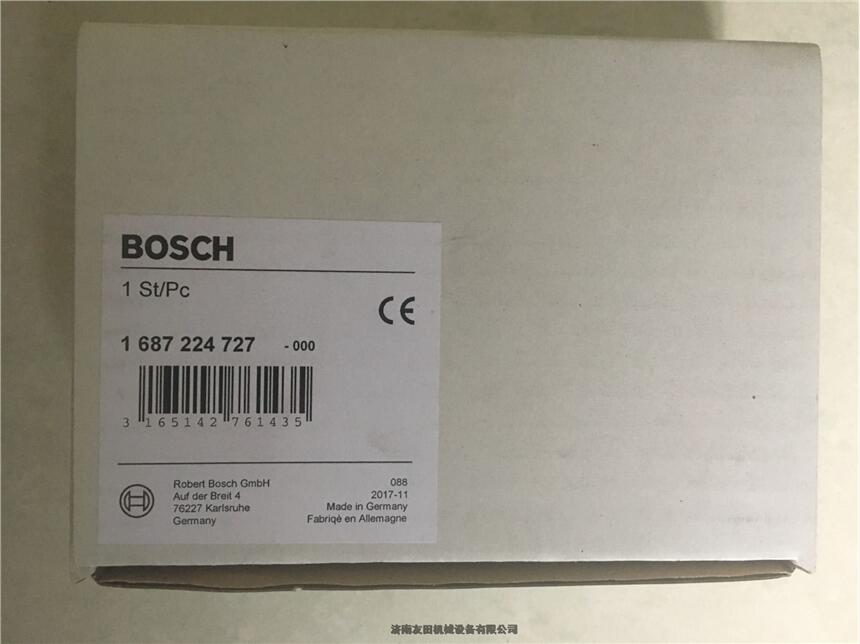 BOSCH
1 St/Pc
CE
1 687 224 727 - 000
3 165142 761435
Robert Bosch GmbH
Auf der Breit 4
76227 Karlsruhe
Germany
088
2017-11
Made in Germany
Fabriqè en Allemagne
济南友田机械设备有限公司